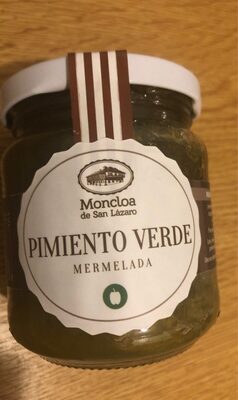 Moncloa
de San Lázaro
PIMIENTO VERDE
MERMELADA